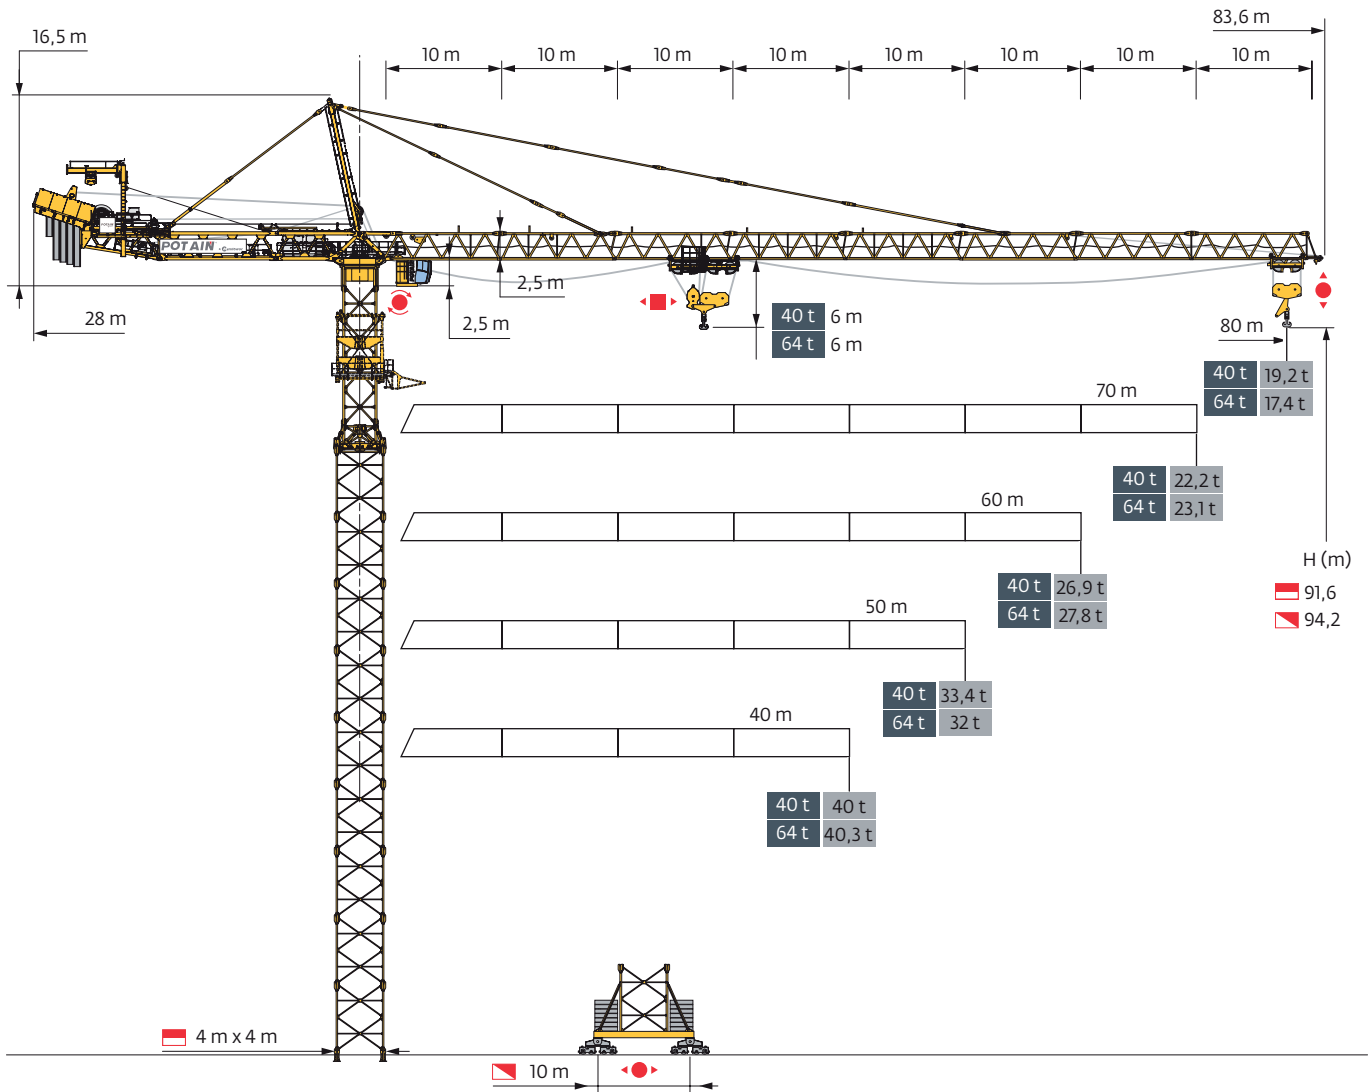 83,6 m
16,5 m
10 m 10 m 10 m 10 m 10 m 10 m 10 m 10 m
POTAIN
2,5 m
28 m
2,5 m
40 t 6 m
64 t 6 m
80 m
40 t 19,2 t
64 t 17,4 t
70 m
40 t 22,2 t
64 t 23,1 t
60 m
H (m)
91,6
94,2
40 t 26,9 t
64 t 27,8 t
50 m
40 t 33,4 t
64 t 32 t
40 m
40 t 40 t
64 t 40,3 t
4 m x 4 m
10 m